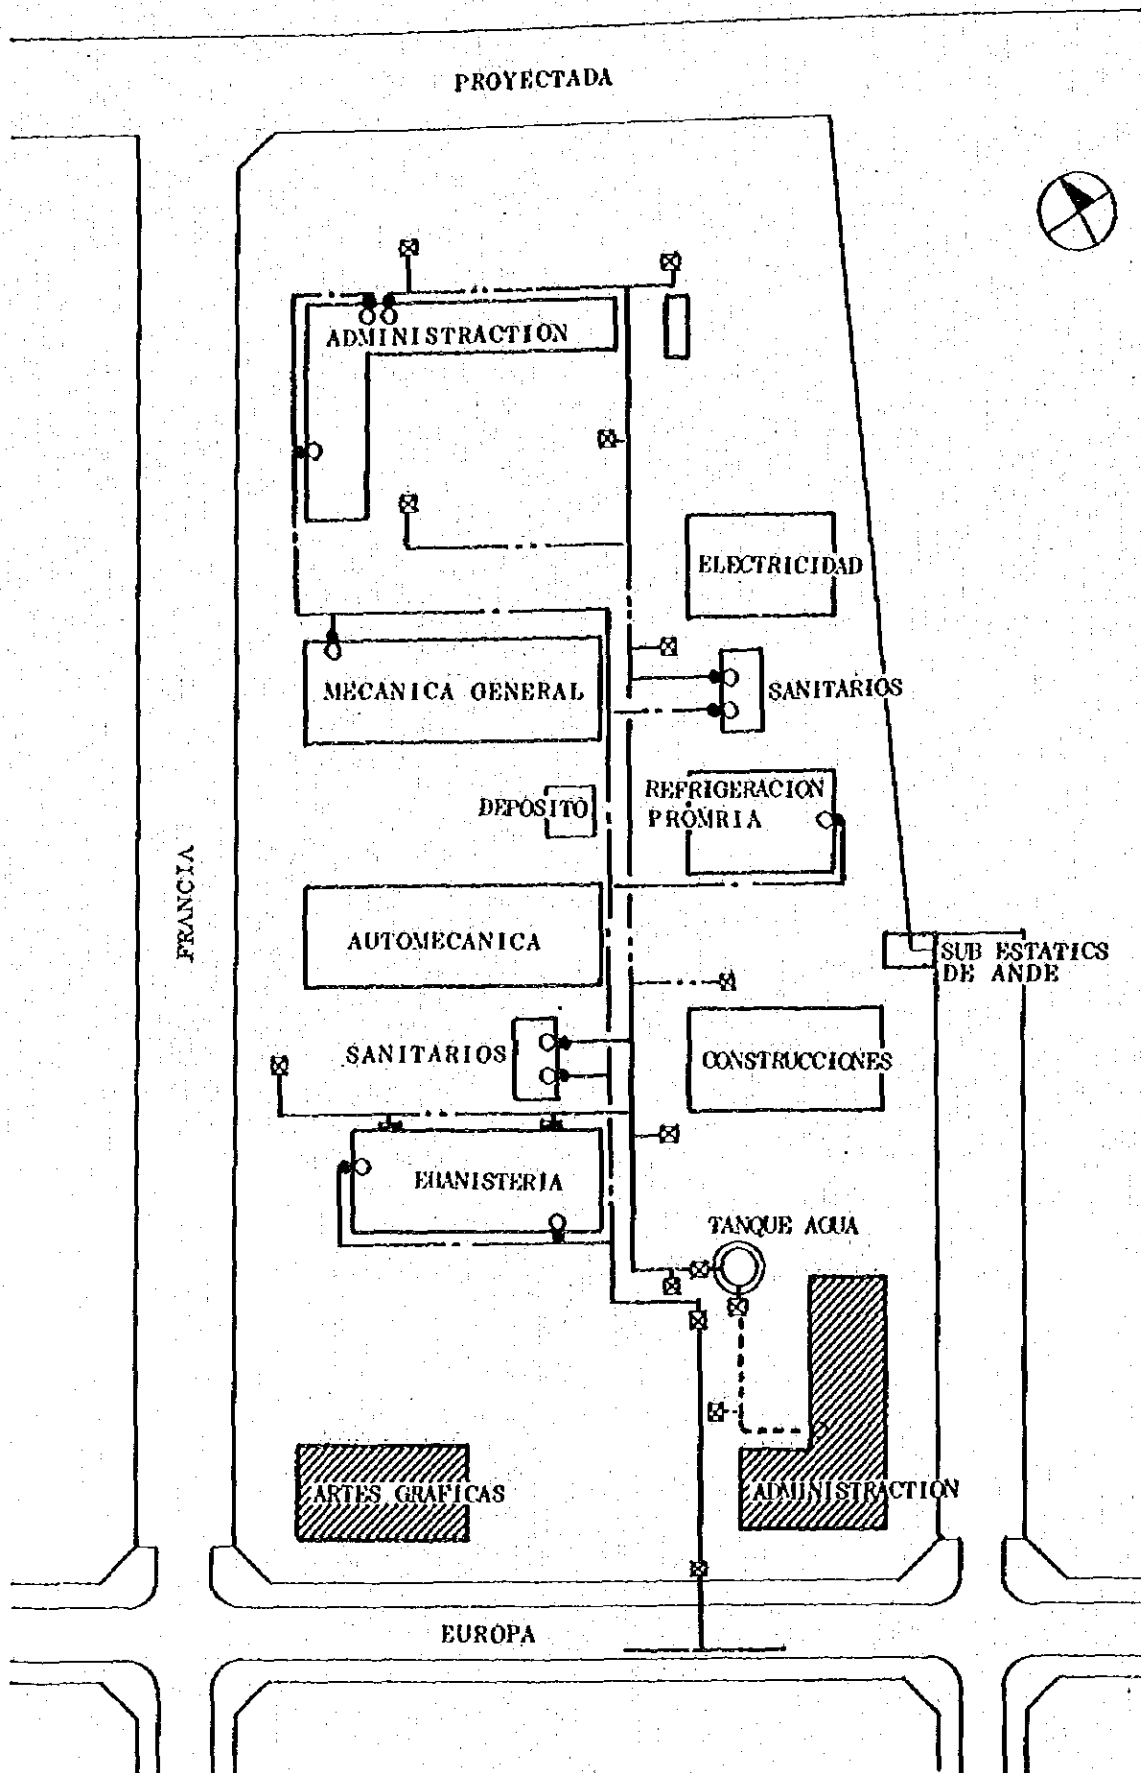 PROYECTADA
ADMINISTRACTION
ELECTRICIDAD
MECANICA GENERAL
SANITARIOS
DEPOSITO
REFRIGERACION
PROMRIA
FRANCIA
AUTOMECANICA
SUB ESTATICS
DE ANDE
SANITARIOS
CONSTRUCCIONES
EBANISTERIA
TANQUE AGUA
ARTES GRAFICAS
ADMINISTRACTION
EUROPA